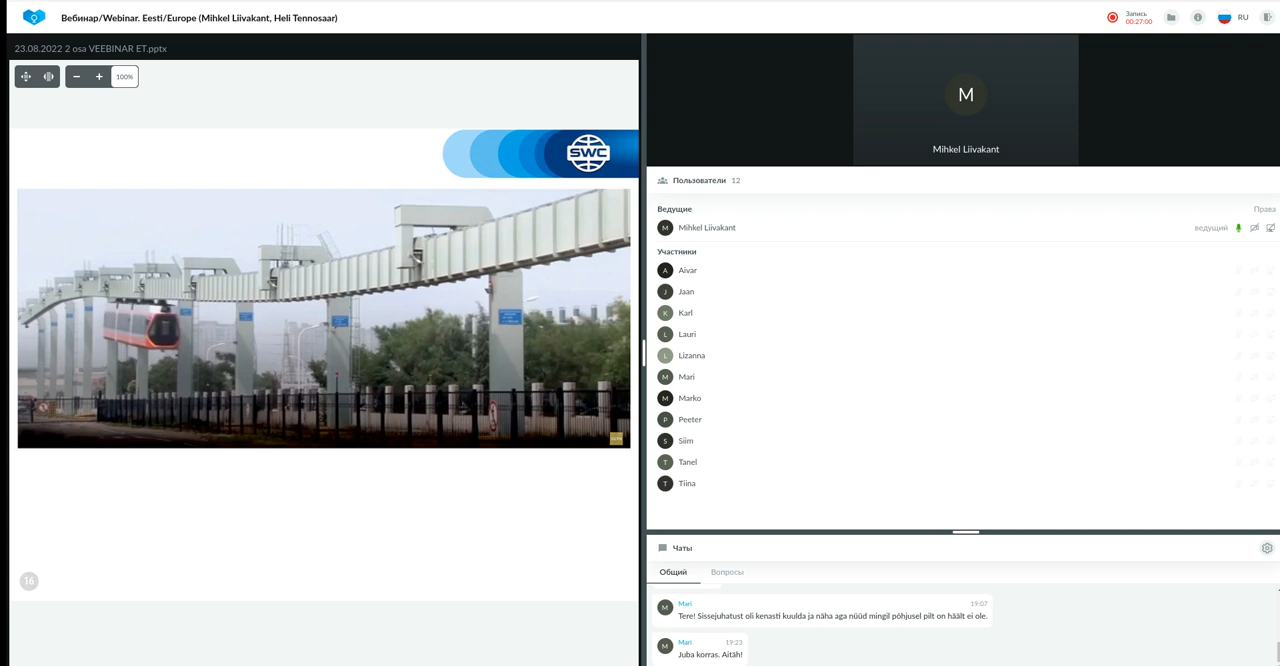 Вебинар/Webinar. Eesti/Europe (Mihkel Liivakant, Heli Tennosaar)
Запись
00:27:00
RU
23.08.2022 2 osa VEEBINAR ET.pptx
100%
SWC
16
M
Mihkel Liivakant
Пользователи 12
Ведущие Права
M Mihkel Liivakant ведущий
Участники
A Aivar
J Jaan
K Karl
L Lauri
L Lizanna
M Mari
M Marko
P Peeter
S Siim
T Tanel
T Tiina
Чаты
Общий Вопросы
M Mari 19:07
Tere! Sissejuhatust oli kenasti kuulda ja näha aga nüüd mingil põhjusel pilt on häält ei ole.
M Mari 19:23
Juba korras. Aitäh!